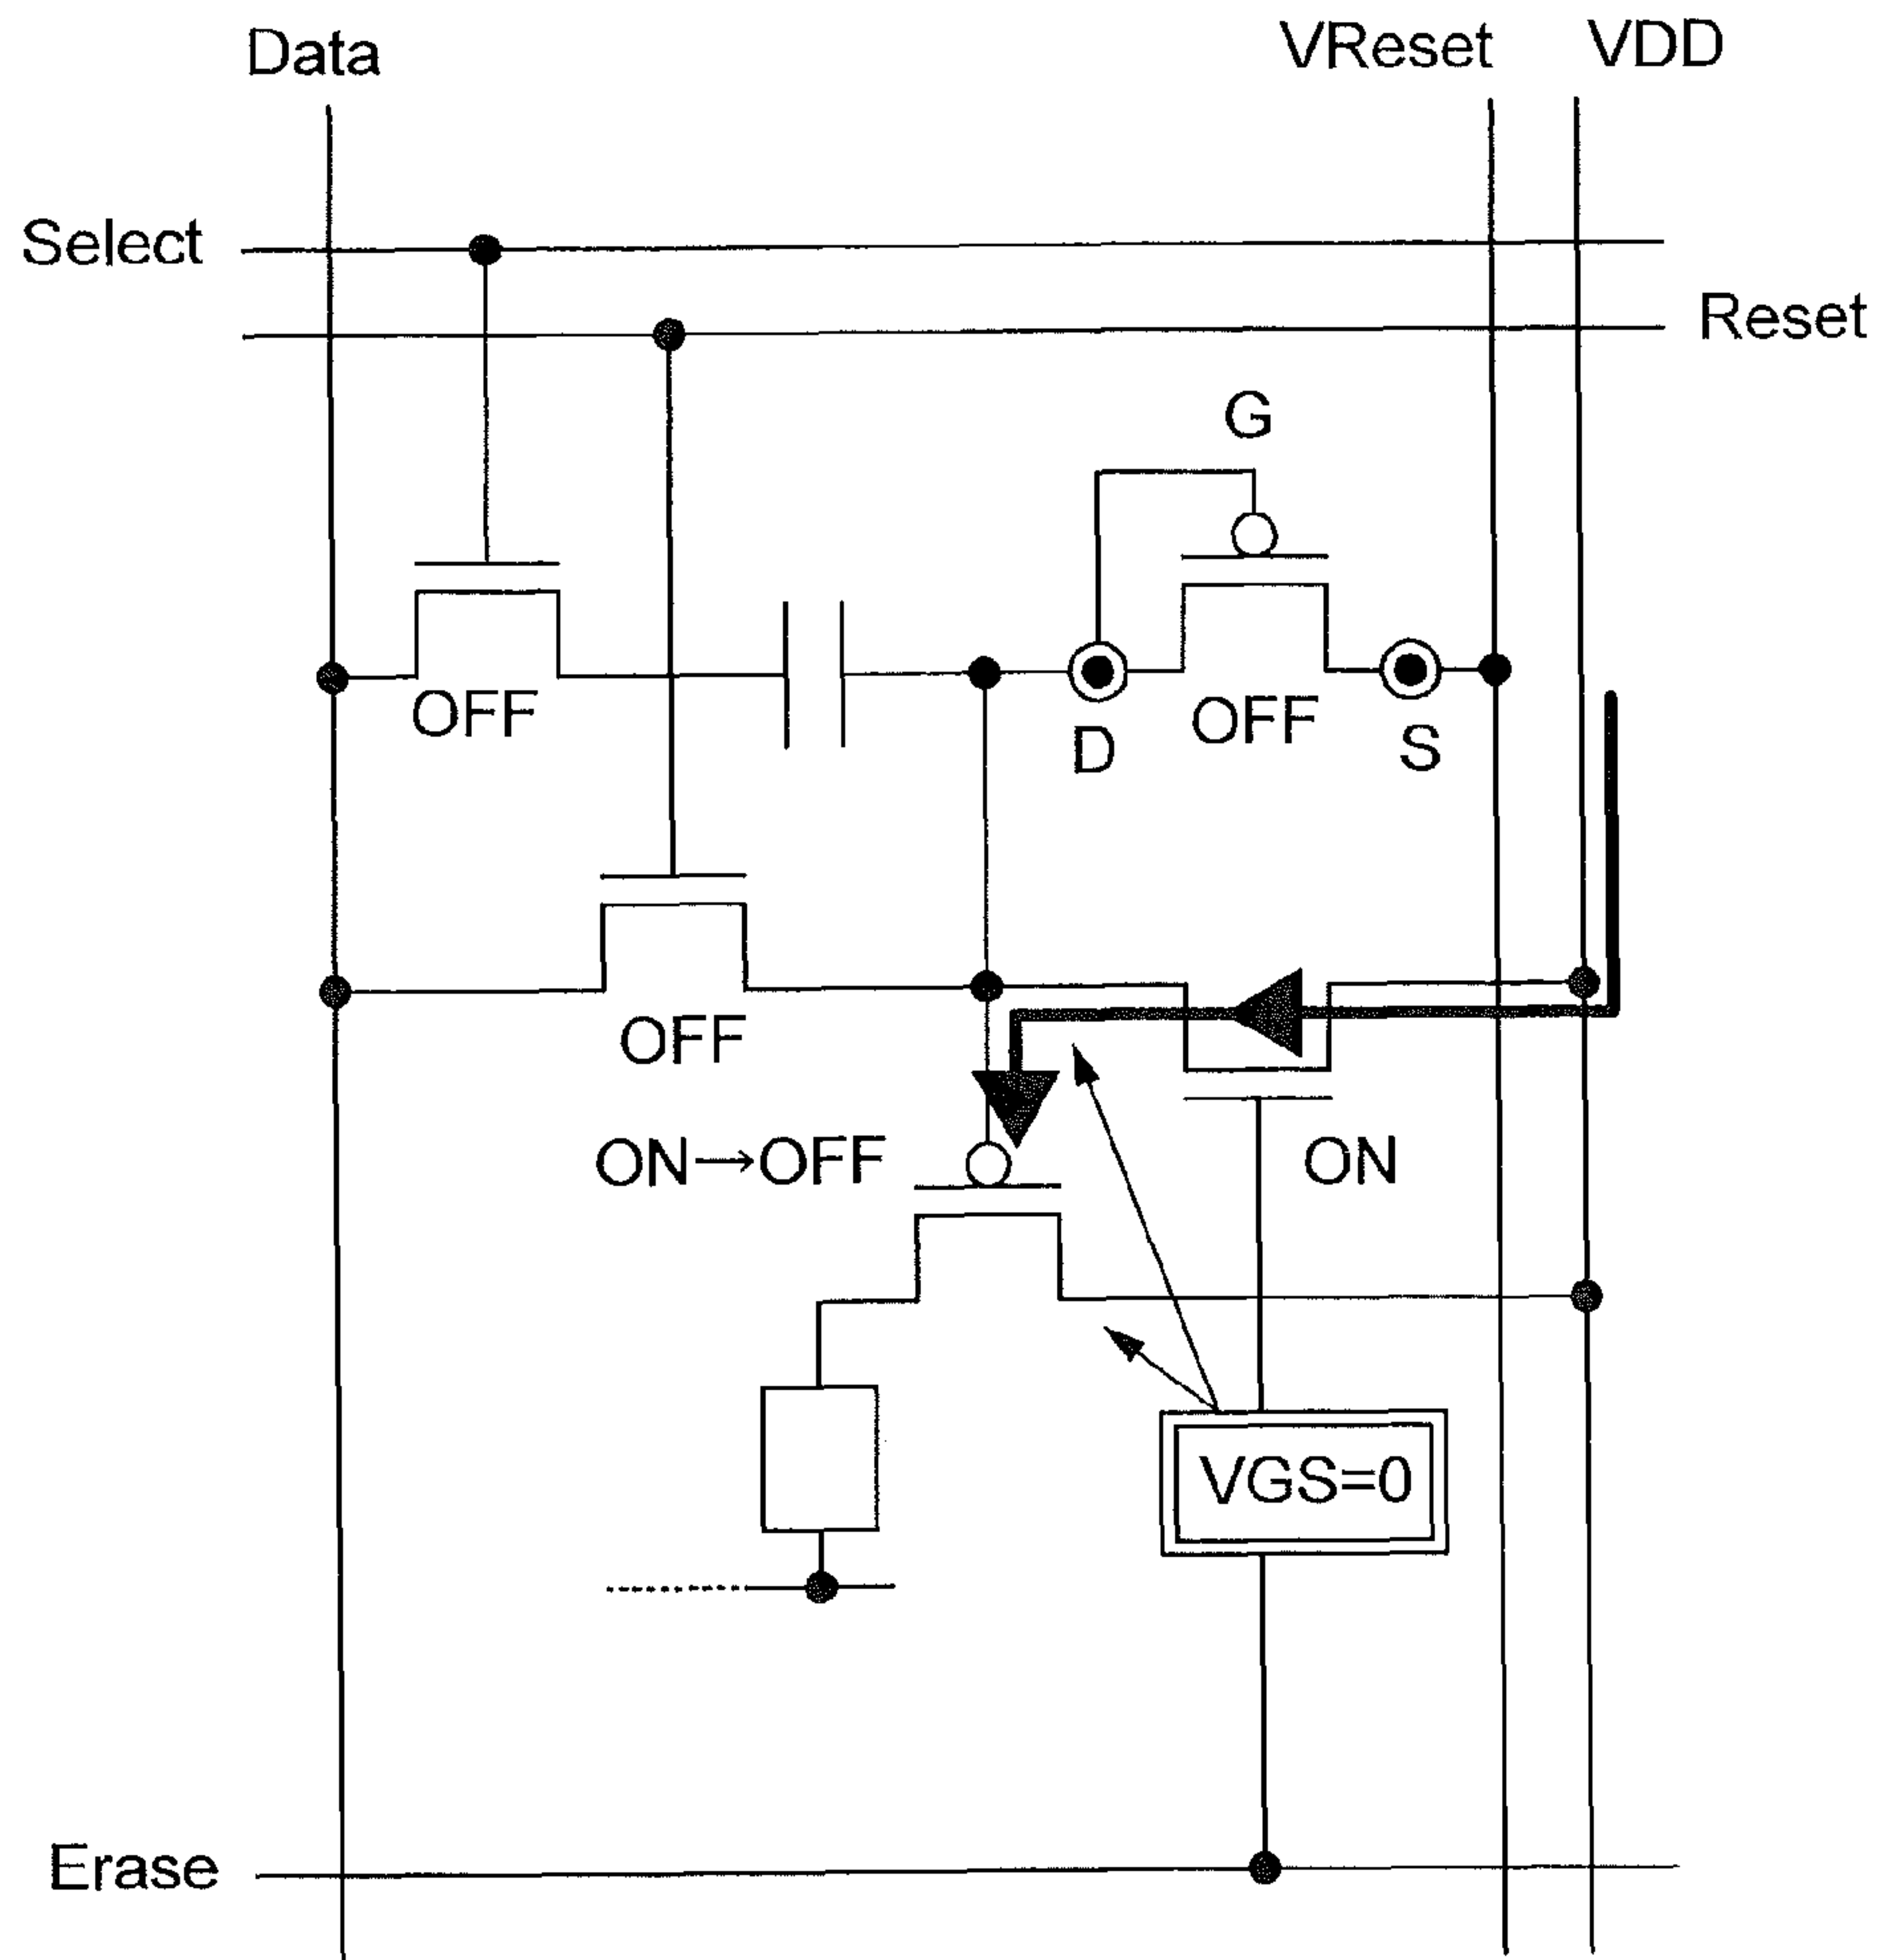 Data
VReset
VDD
Select
Reset
G
OFF
D
OFF
S
OFF
ON→OFF
ON
VGS=0
Erase